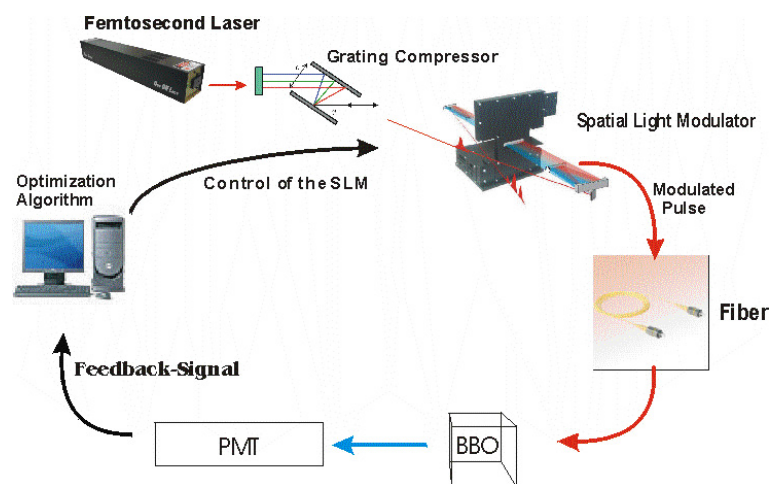 Femtosecond Laser
Grating Compressor
Spatial Light Modulator
Optimization
Algorithm
Control of the SLM
Modulated
Pulse
Fiber
Feedback-Signal
PMT
BBO